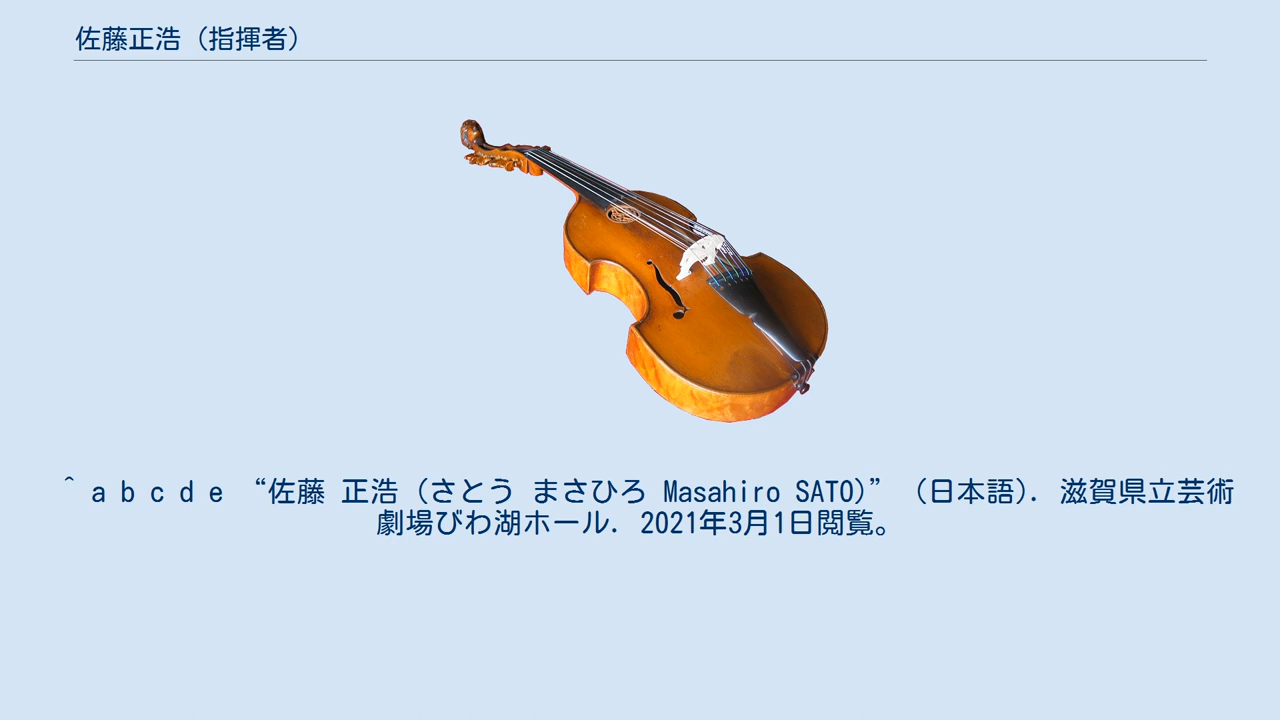 佐藤正浩（指揮者）
^ a b c d e “佐藤 正浩（さとう まさひろ Masahiro SATO）” （日本語）. 滋賀県立芸術
劇場びわ湖ホール. 2021年3月1日閲覧。